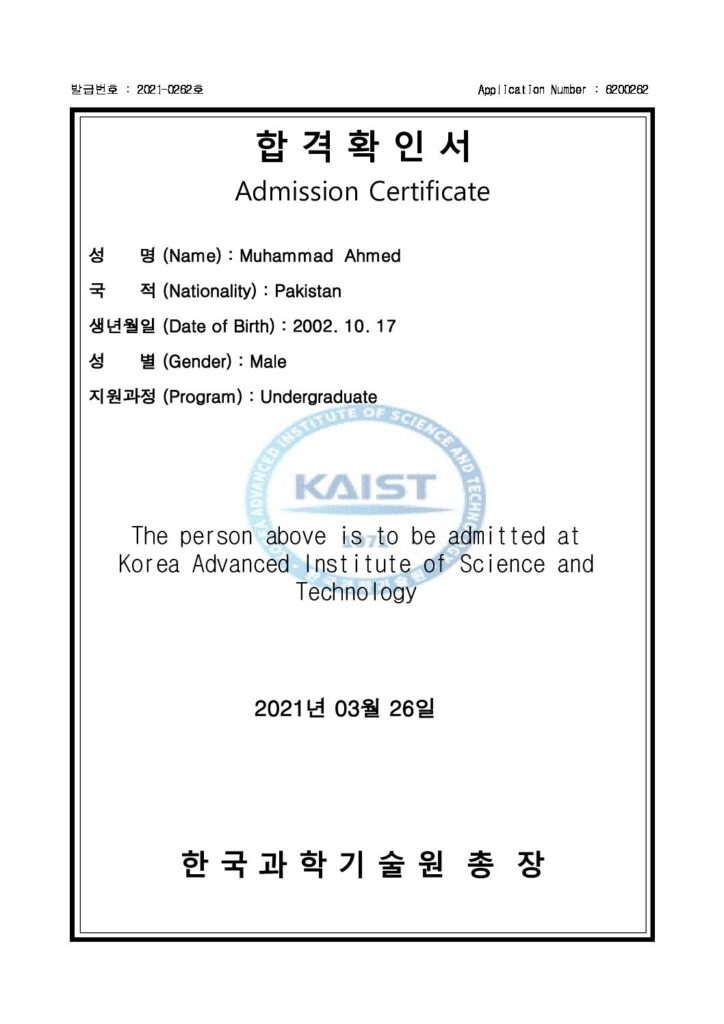 발급번호 : 2021-0262호
Application Number : 6200262
합격확인서
Admission Certificate
성 명 (Name) : Muhammad Ahmed
국 적 (Nationality) : Pakistan
생년월일 (Date of Birth) : 2002. 10. 17
성 별 (Gender) : Male
지원과정 (Program) : Undergraduate
KOREA ADVANCED INSTITUTE OF SCIENCE AND TECHNOLOGY
KAIST
1971
The person above is to be admitted at
Korea Advanced Institute of Science and
Technology
2021년 03월 26일
한국과학기술원 총 장